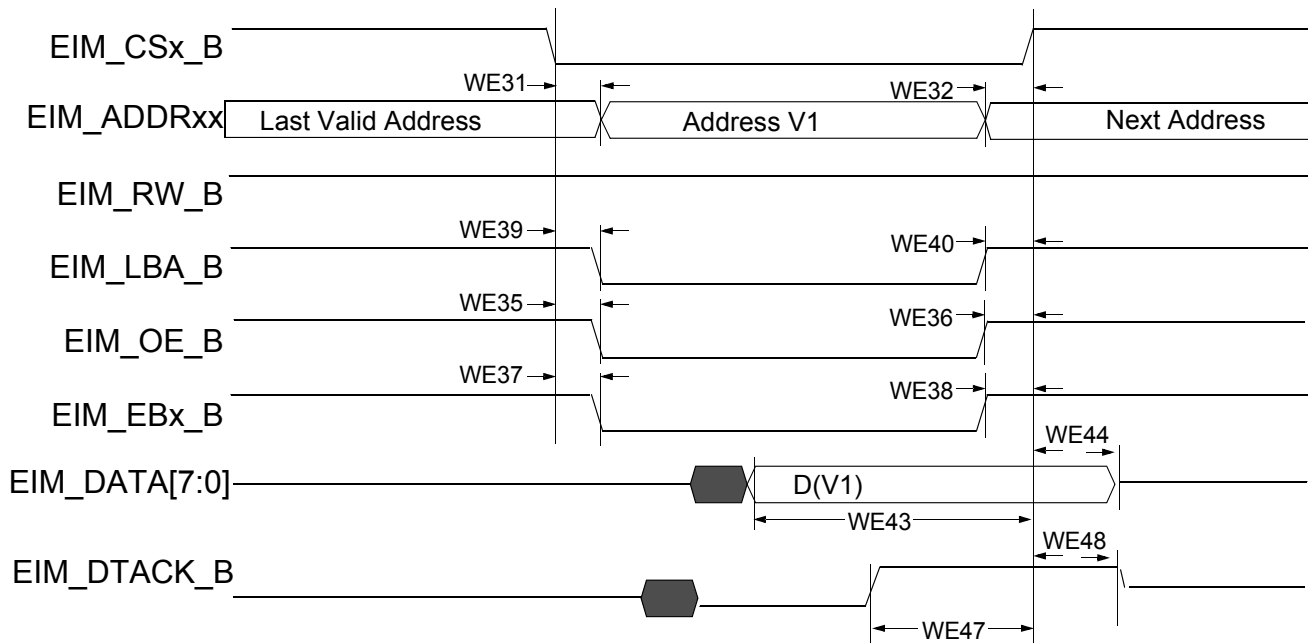 EIM_CSx_B
WE31
WE32
EIM_ADDRxx
Last Valid Address
Address V1
Next Address
EIM_RW_B
WE39
WE40
EIM_LBA_B
WE35
WE36
EIM_OE_B
WE37
WE38
EIM_EBx_B
WE44
EIM_DATA[7:0]
D(V1)
WE43
WE48
EIM_DTACK_B
WE47